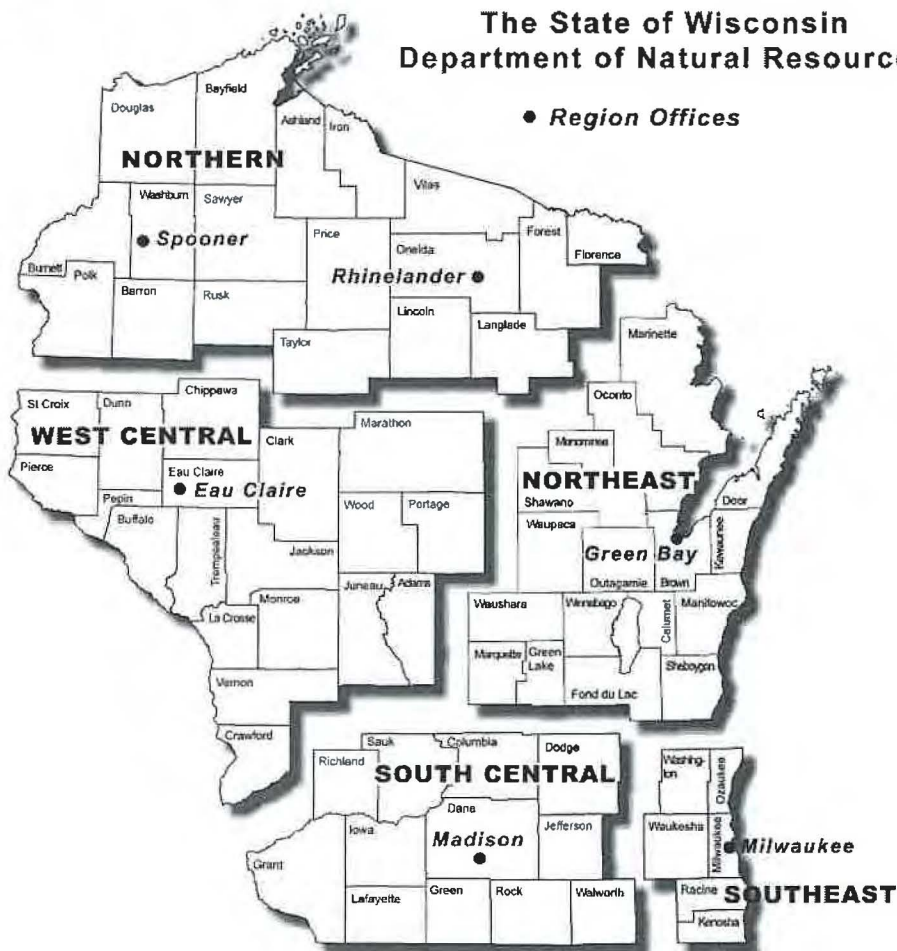 The State of Wisconsin
Department of Natural Resourc
Region Offices
Douglas
Bayfield
Ashland
Iron
NORTHERN
Vilas
Washburn
Sawyer
Spooner
Price
Forest
Oneida
Florence
Rhinelander
Burnett
Polk
Barron
Rusk
Lincoln
Langlade
Taylor
Marinette
Chippewa
St Croix
Dunn
Oconto
WEST CENTRAL
Clark
Marathon
Menominee
Pierce
Eau Claire
Eau Claire
NORTHEAST
Pepin
Buffalo
Wood
Portage
Shawano
Door
Waupaca
Trempealeau
Jackson
Green Bay
Kewaunee
Outagamie
Brown
Juneau
Adams
Monroe
La Crosse
Waushara
Winnebago
Calumet
Manitowoc
Marquette
Green
Lake
Sheboygan
Vernon
Fond du Lac
Crawford
Richland
Sauk
Columbia
Dodge
SOUTH CENTRAL
Washing-
ton
Ozaukee
Dane
Iowa
Jefferson
Waukesha
Milwaukee
Madison
Milwaukee
Grant
Lafayette
Green
Rock
Walworth
Racine
SOUTHEAST
Kenosha